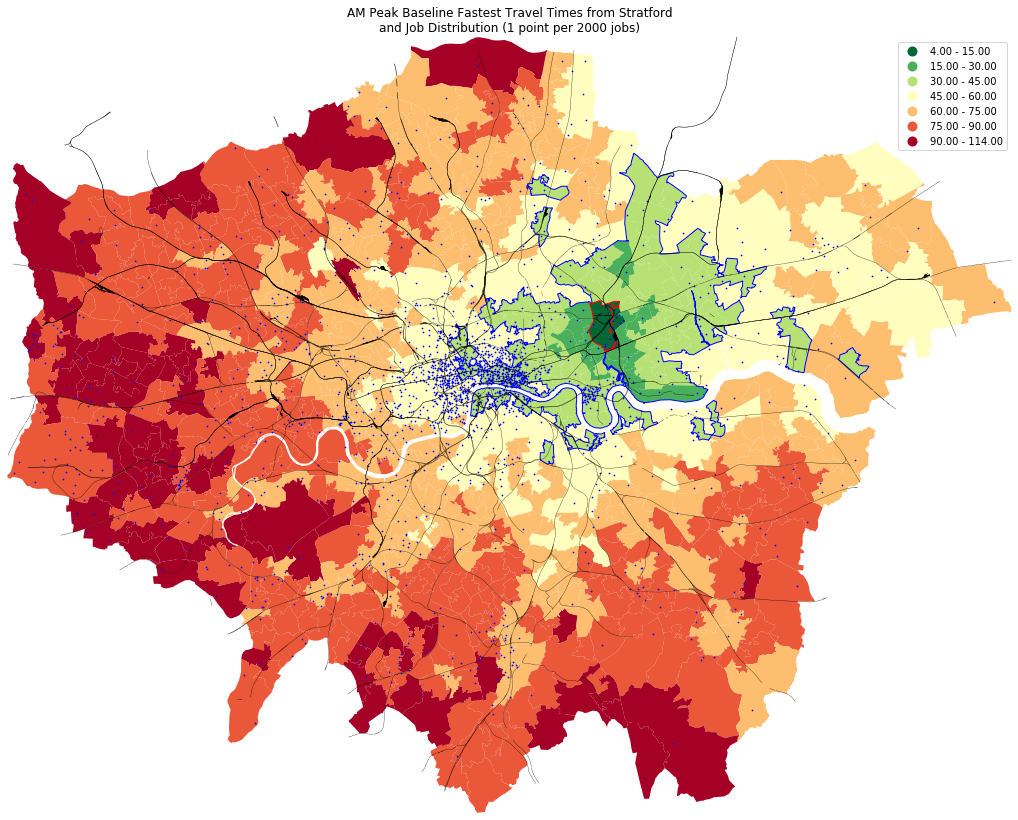 AM Peak Baseline Fastest Travel Times from Stratford
and Job Distribution (1 point per 2000 jobs)
4.00 - 15.00
15.00 - 30.00
30.00 - 45.00
45.00 - 60.00
60.00 - 75.00
75.00 - 90.00
90.00 - 114.00